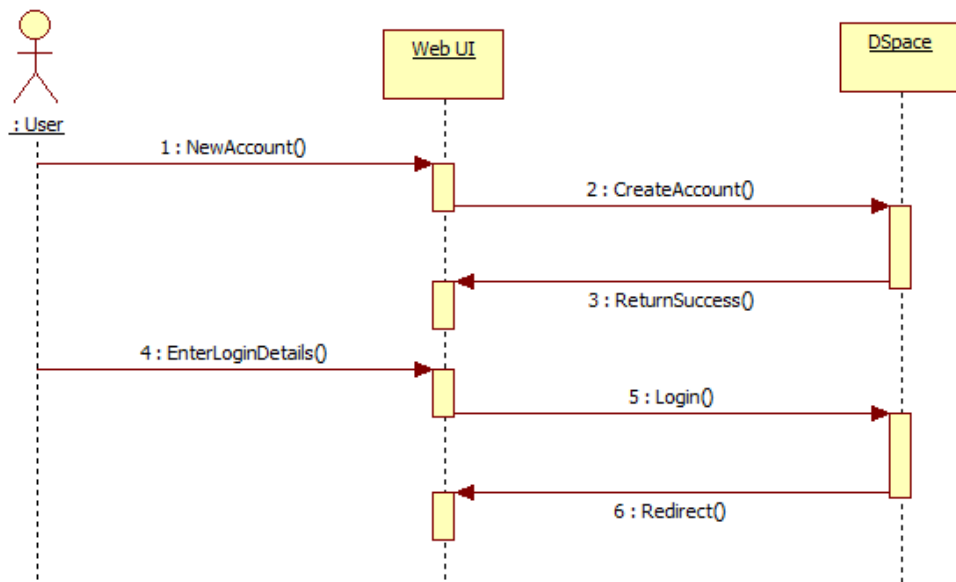 Web UI
DSpace
: User
1 : NewAccount()
2 : CreateAccount()
3 : ReturnSuccess()
4 : EnterLoginDetails()
5 : Login()
6 : Redirect()